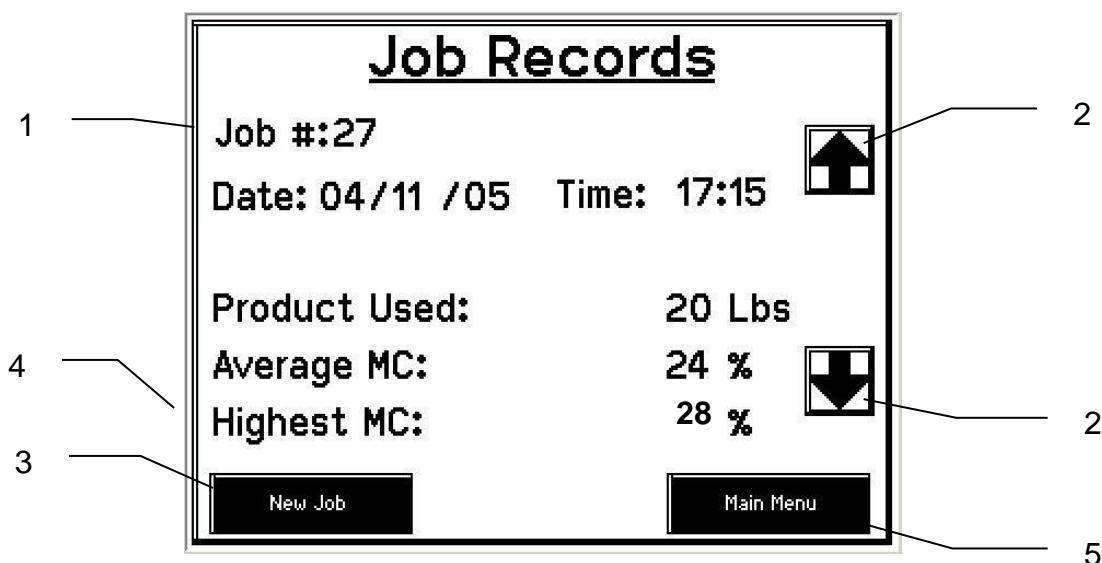 Job Records
1
2
Job #:27
Date: 04/11 /05 Time: 17:15
Product Used: 20 Lbs
4
Average MC: 24 %
Highest MC: 28 %
2
3
New Job
Main Menu
5